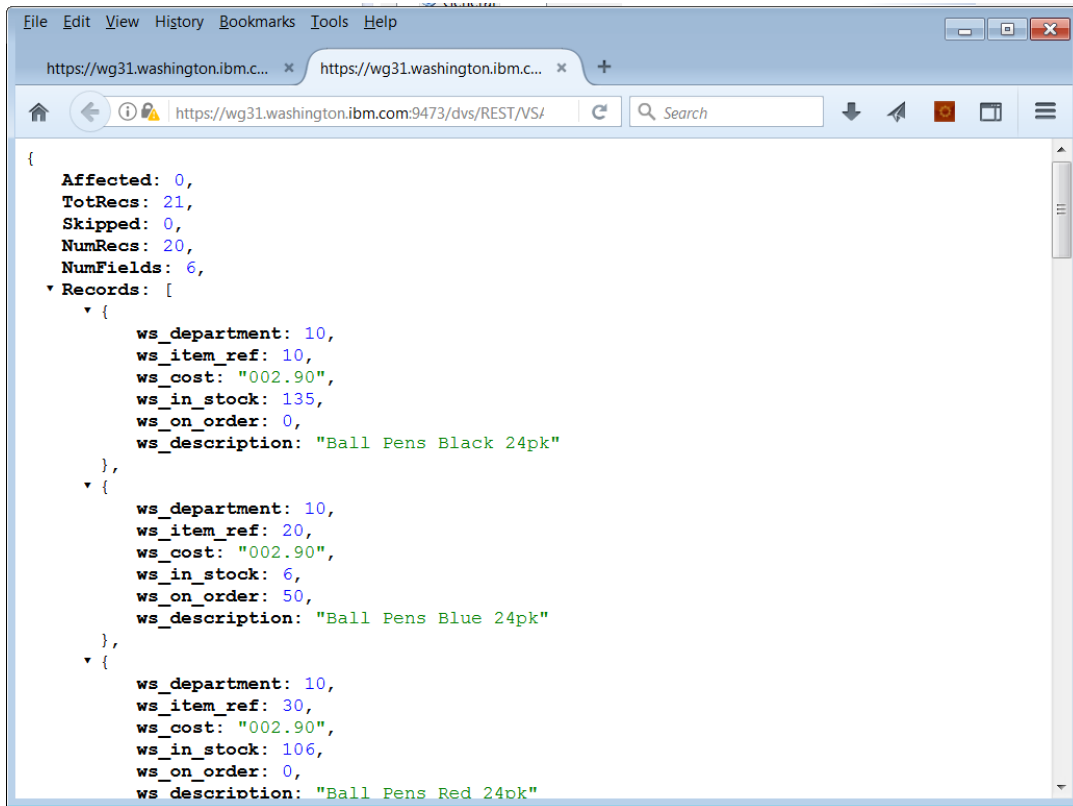 File Edit View History Bookmarks Tools Help
https://wg31.washington.ibm.c... × https://wg31.washington.ibm.c... × +
https://wg31.washington.ibm.com:9473/dvs/REST/VSA Search
{
Affected: 0,
TotRecs: 21,
Skipped: 0,
NumRecs: 20,
NumFields: 6,
Records: [
{
ws_department: 10,
ws_item_ref: 10,
ws_cost: "002.90",
ws_in_stock: 135,
ws_on_order: 0,
ws_description: "Ball Pens Black 24pk"
},
{
ws_department: 10,
ws_item_ref: 20,
ws_cost: "002.90",
ws_in_stock: 6,
ws_on_order: 50,
ws_description: "Ball Pens Blue 24pk"
},
{
ws_department: 10,
ws_item_ref: 30,
ws_cost: "002.90",
ws_in_stock: 106,
ws_on_order: 0,
ws_description: "Ball Pens Red 24pk"